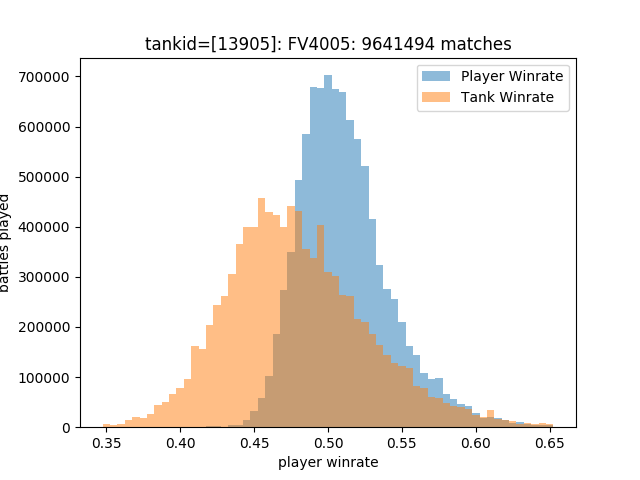 tankid=[13905]: FV4005: 9641494 matches
Player Winrate
Tank Winrate
700000
600000
500000
400000
300000
200000
100000
0
battles played
0.35 0.40 0.45 0.50 0.55 0.60 0.65
player winrate